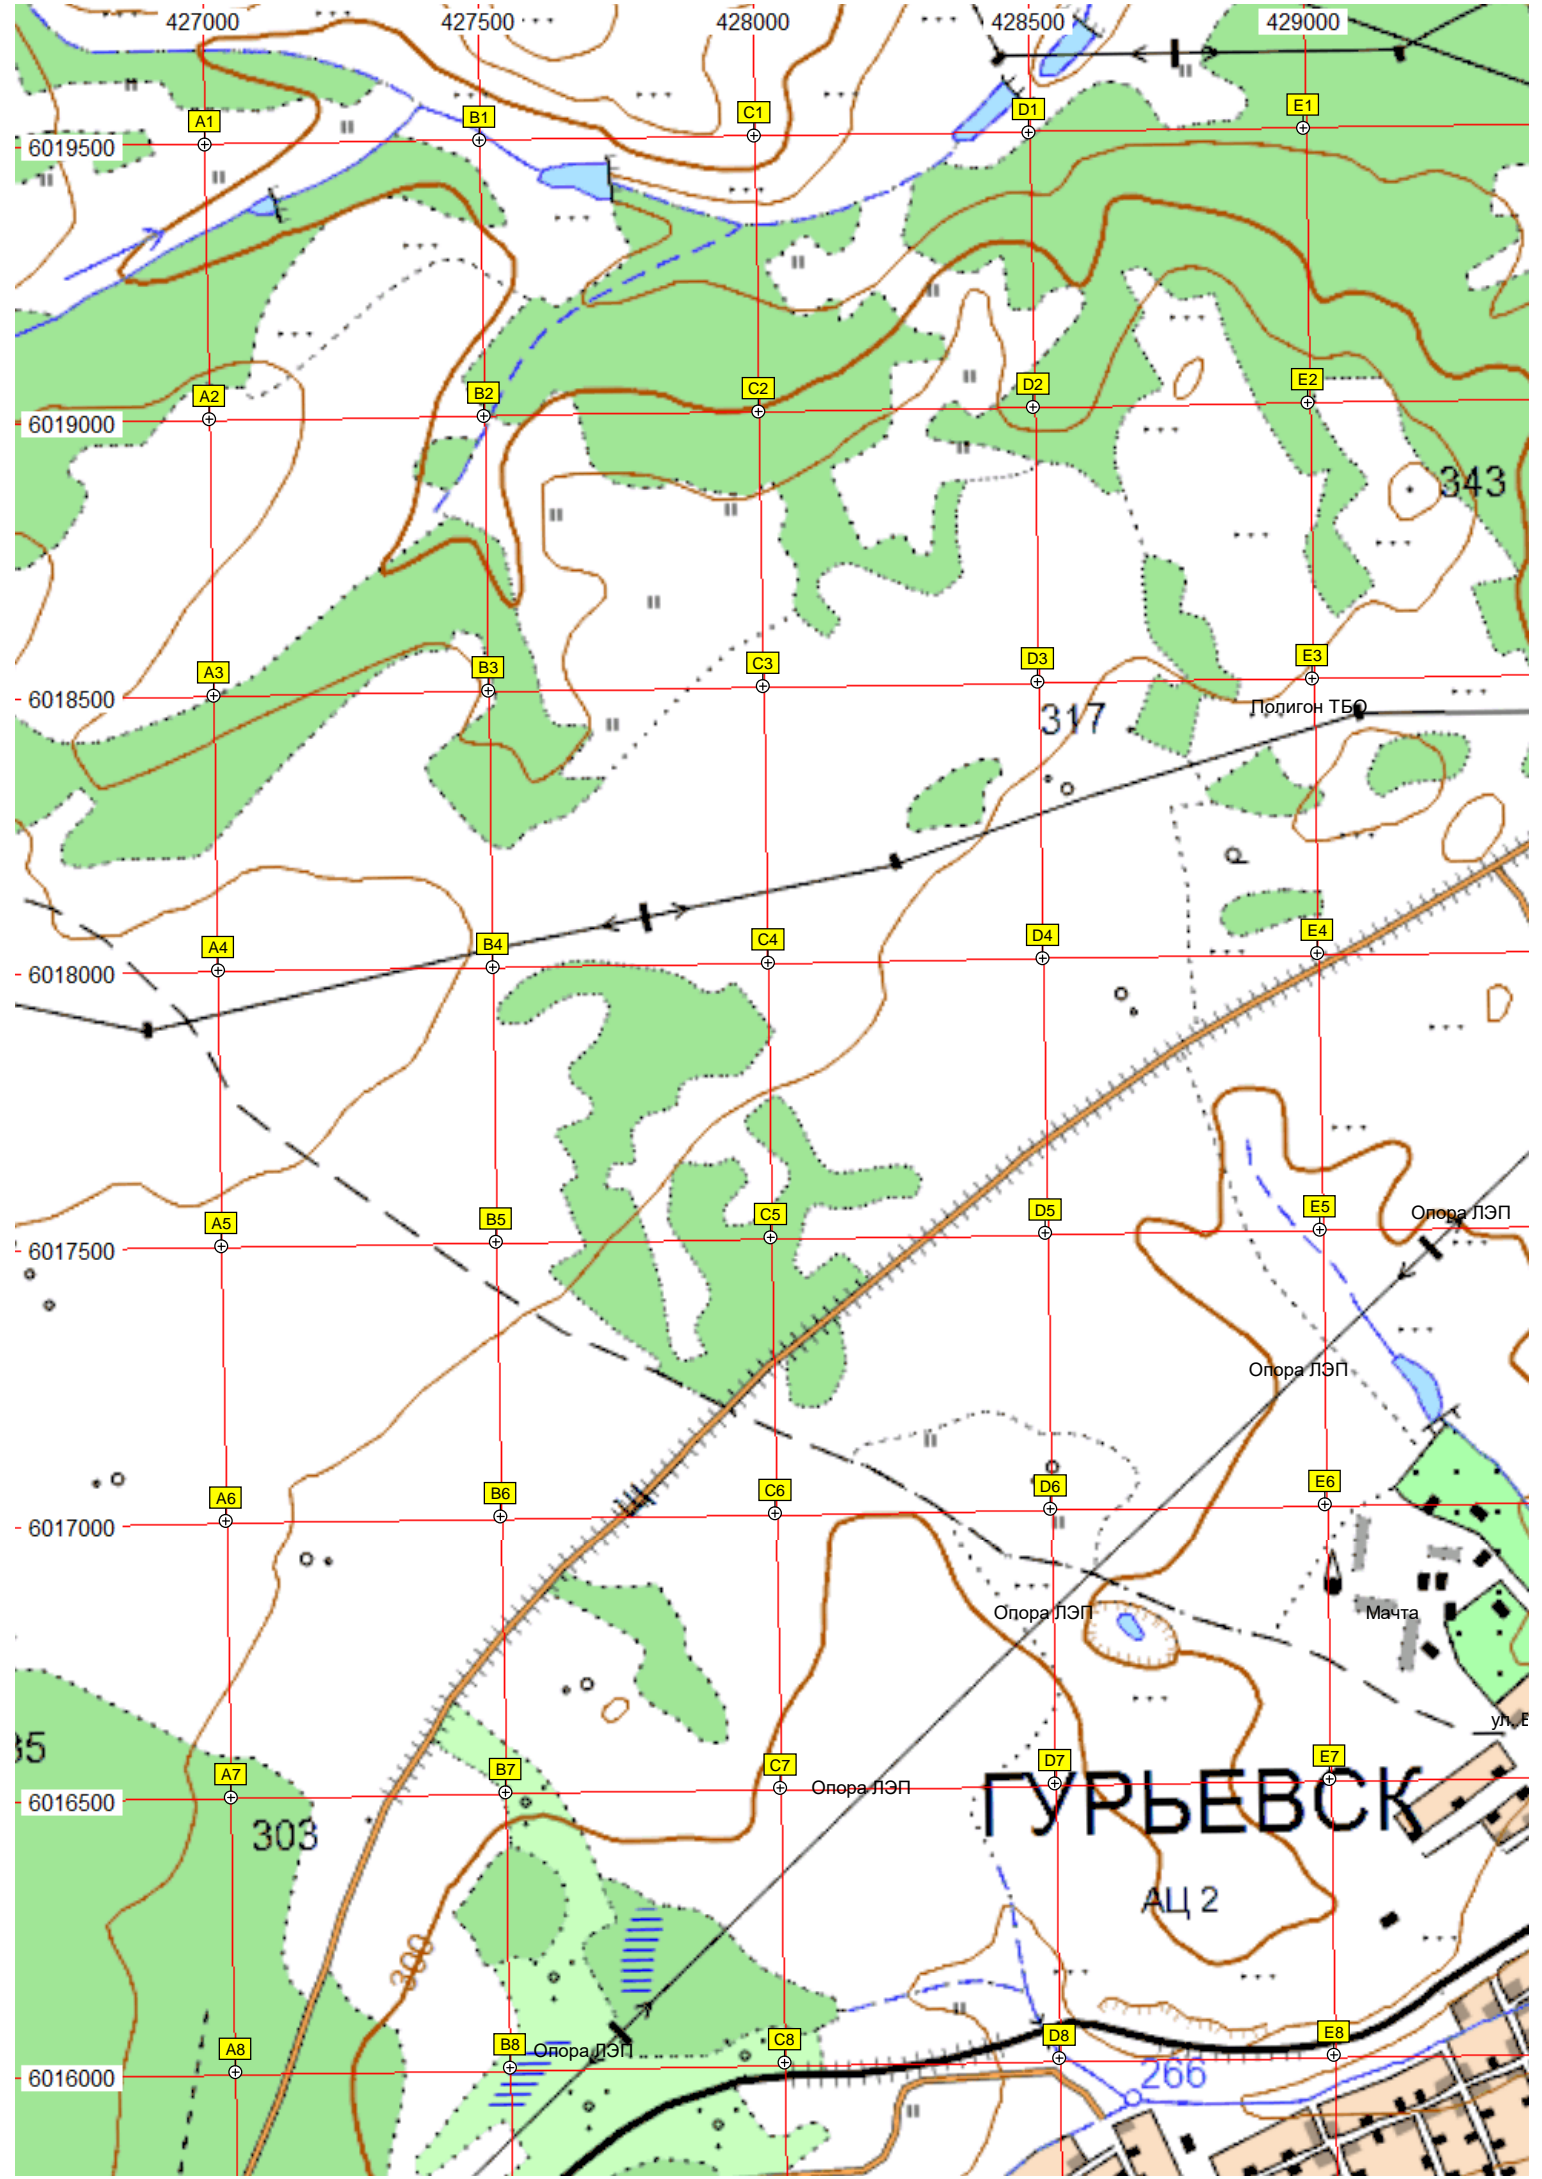 427000 427500 428000 428500 429000
A1 B1 C1 D1 E1
6019500
A2 B2 C2 D2 E2
6019000
343
A3 B3 C3 D3 E3
6018500
317 Полигон ТБО
A4 B4 C4 D4 E4
6018000
A5 B5 C5 D5 E5
Опора ЛЭП
6017500
Опора ЛЭП
A6 B6 C6 D6 E6
6017000
Опора ЛЭП Мачта
ул. Е
35
A7 B7 C7 D7 E7
Опора ЛЭП
6016500
ГУРЬЕВСК
303
АЦ 2
300
A8 B8 C8 D8 E8
Опора ЛЭП
6016000
266